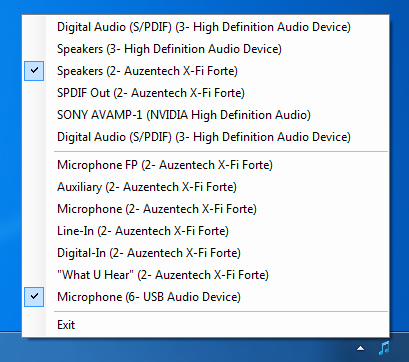 Digital Audio (S/PDIF) (3- High Definition Audio Device)
Speakers (3- High Definition Audio Device)
Speakers (2- Auzentech X-Fi Forte)
SPDIF Out (2- Auzentech X-Fi Forte)
SONY AVAMP-1 (NVIDIA High Definition Audio)
Digital Audio (S/PDIF) (3- High Definition Audio Device)
Microphone FP (2- Auzentech X-Fi Forte)
Auxiliary (2- Auzentech X-Fi Forte)
Microphone (2- Auzentech X-Fi Forte)
Line-In (2- Auzentech X-Fi Forte)
Digital-In (2- Auzentech X-Fi Forte)
"What U Hear" (2- Auzentech X-Fi Forte)
Microphone (6- USB Audio Device)
Exit